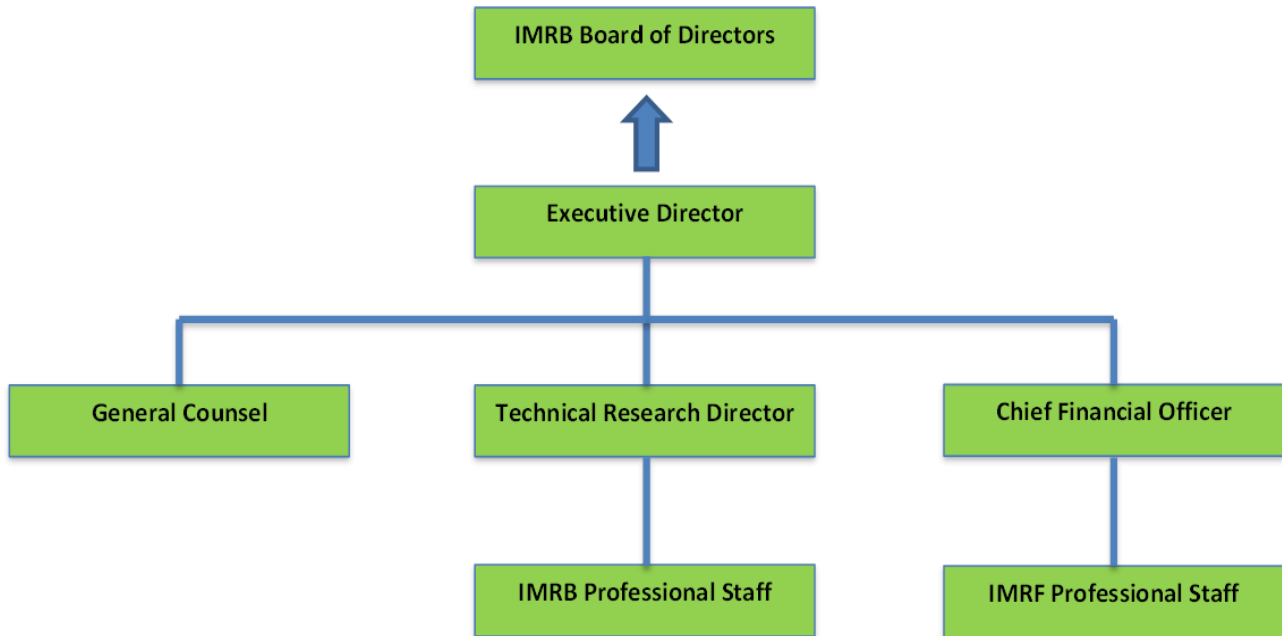 IMRB Board of Directors
Executive Director
General Counsel
Technical Research Director
Chief Financial Officer
IMRB Professional Staff
IMRF Professional Staff